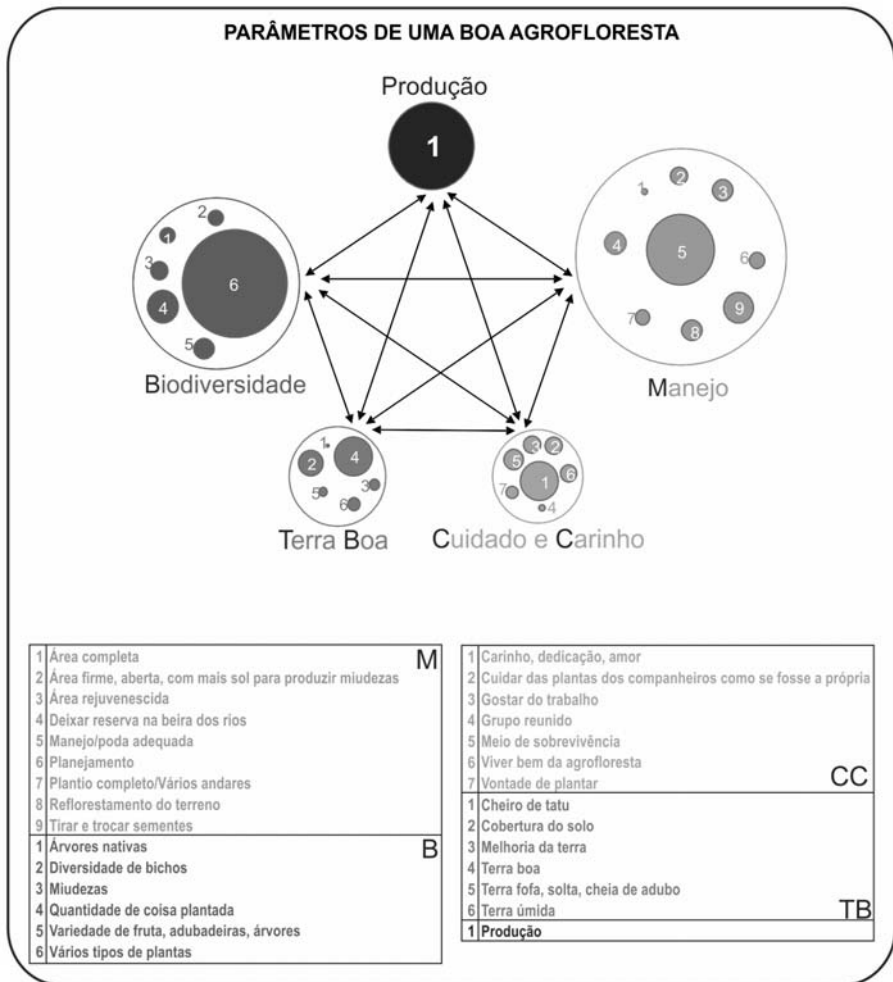 PARÂMETROS DE UMA BOA AGROFLORESTA
Produção
1
2
1
3
4
5
6
Biodiversidade
1
2
3
4
5
6
7
8
9
Manejo
1
2
4
3
5
6
Terra Boa
3
2
5
6
1
7
4
Cuidado e Carinho
M
1 Área completa
2 Área firme, aberta, com mais sol para produzir miudezas
3 Área rejuvenescida
4 Deixar reserva na beira dos rios
5 Manejo/poda adequada
6 Planejamento
7 Plantio completo/Vários andares
8 Reflorestamento do terreno
9 Tirar e trocar sementes
B
1 Árvores nativas
2 Diversidade de bichos
3 Miudezas
4 Quantidade de coisa plantada
5 Variedade de fruta, adubadeiras, árvores
6 Vários tipos de plantas
1 Carinho, dedicação, amor
2 Cuidar das plantas dos companheiros como se fosse a própria
3 Gostar do trabalho
4 Grupo reunido
5 Meio de sobrevivência
6 Viver bem da agrofloresta
7 Vontade de plantar
CC
1 Cheiro de tatu
2 Cobertura do solo
3 Melhoria da terra
4 Terra boa
5 Terra fofa, solta, cheia de adubo
6 Terra úmida
TB
1 Produção